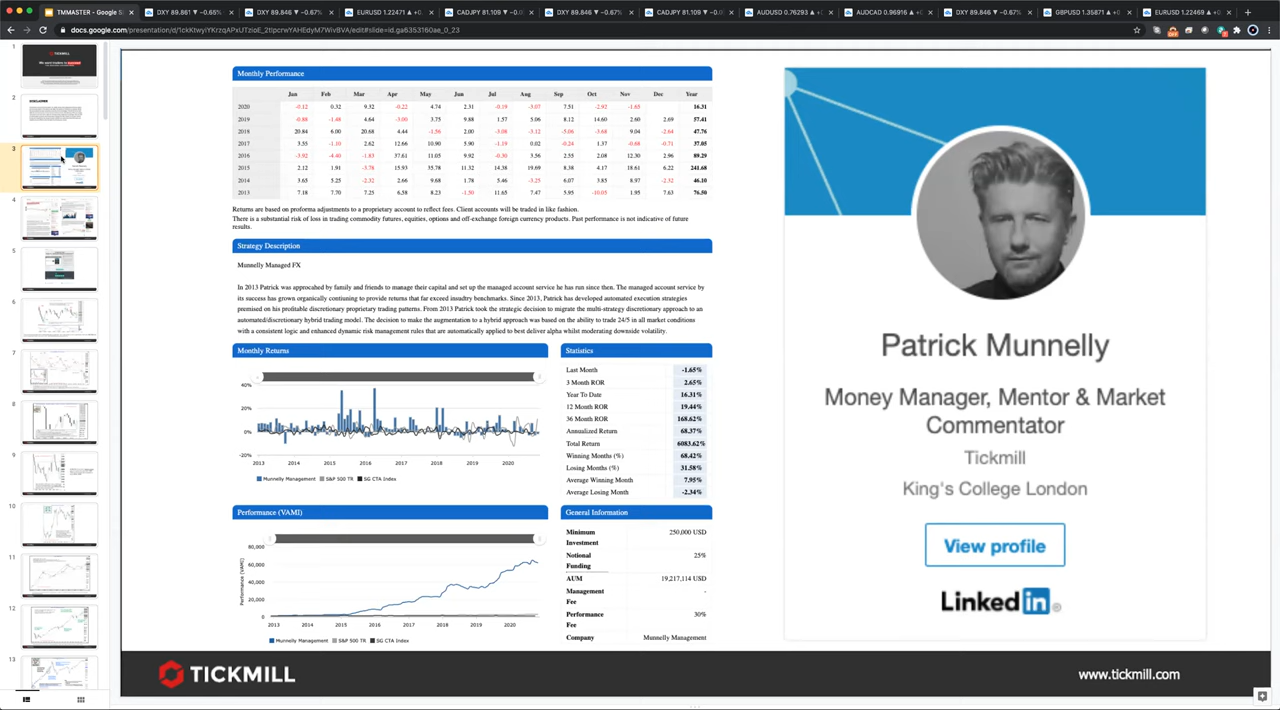 TMMASTER - Google S
DXY 89.861 ▼ −0.65%
DXY 89.846 ▼ −0.67%
EURUSD 1.22471 ▲ +0
CADJPY 81.109 ▼ −0.
DXY 89.846 ▼ −0.67%
CADJPY 81.109 ▼ −0.
AUDUSD 0.76293 ▲ +0
AUDCAD 0.96916 ▲ +0
DXY 89.846 ▼ −0.67%
GBPUSD 1.35871 ▲ +0
EURUSD 1.22469 ▲ +0
Monthly Performance
Jan Feb Mar Apr May Jun Jul Aug Sep Oct Nov Dec Year
2020 -0.12 0.32 9.32 -0.22 4.74 2.31 -0.19 -3.07 7.51 -2.92 -1.65 16.31
2019 -0.88 -1.48 4.64 -3.00 3.75 9.88 1.57 5.06 8.12 14.60 2.60 2.69 57.41
2018 20.84 6.00 20.68 4.44 -1.56 2.00 -3.08 -3.12 -5.06 -3.68 9.04 -2.64 47.76
2017 3.55 -1.10 2.62 12.66 10.90 5.90 -1.19 0.02 -0.24 1.37 -0.68 -0.71 37.05
2016 -3.92 -4.40 -1.83 37.61 11.05 9.92 -0.30 3.56 2.55 2.08 12.30 2.96 89.29
2015 2.12 1.91 -3.78 15.93 35.78 11.32 14.38 19.69 8.38 4.17 18.61 6.22 241.68
2014 3.65 5.25 -2.32 2.66 9.68 1.78 5.46 -3.25 6.07 3.85 8.97 -2.32 46.10
2013 7.18 7.70 7.25 6.58 8.23 -1.50 11.65 7.47 5.95 -10.05 1.95 7.63 76.50
Returns are based on proforma adjustments to a proprietary account to reflect fees. Client accounts will be traded in like fashion.
There is a substantial risk of loss in trading commodity futures, equities, options and off-exchange foreign currency products. Past performance is not indicative of future
results.
Strategy Description
Munnelly Managed FX
In 2013 Patrick was approcahed by family and friends to manage their capital and set up the managed account service he has run since then. The managed account service by
its success has grown organically contiuning to provide returns that far exceed insudtry benchmarks. Since 2013, Patrick has developed automated execution strategies
premised on his profitable discretionary proprietary trading patterns. From 2013 Patrick took the strategic decision to migrate the multi-strategy discretionary approach to an
automated/discretionary hybrid trading model. The decision to make the augmentation to a hybrid approach was based on the ability to trade 24/5 in all market conditions
with a consistent logic and enhanced dynamic risk management rules that are automatically applied to best deliver alpha whilst moderating downside volatility.
Monthly Returns
40%
20%
0%
-20%
2013 2014 2015 2016 2017 2018 2019 2020
Munnelly Management S&P 500 TR SG CTA Index
Statistics
Last Month -1.65%
3 Month ROR 2.65%
Year To Date 16.31%
12 Month ROR 19.44%
36 Month ROR 168.62%
Annualized Return 68.37%
Total Return 6083.62%
Winning Months (%) 68.42%
Losing Months (%) 31.58%
Average Winning Month 7.95%
Average Losing Month -2.34%
Performance (VAMI)
Performance (VAMI)
80,000
60,000
40,000
20,000
0
2013 2014 2015 2016 2017 2018 2019 2020
Munnelly Management S&P 500 TR SG CTA Index
General Information
Minimum Investment 250,000 USD
Notional Funding 25%
AUM 19,217,114 USD
Management Fee -
Performance Fee 30%
Company Munnelly Management
Patrick Munnelly
Money Manager, Mentor & Market
Commentator
Tickmill
King's College London
View profile
Linkedin
TICKMILL
www.tickmill.com
1
2
DISCLAIMER
3
4
5
6
7
8
9
10
11
12
13